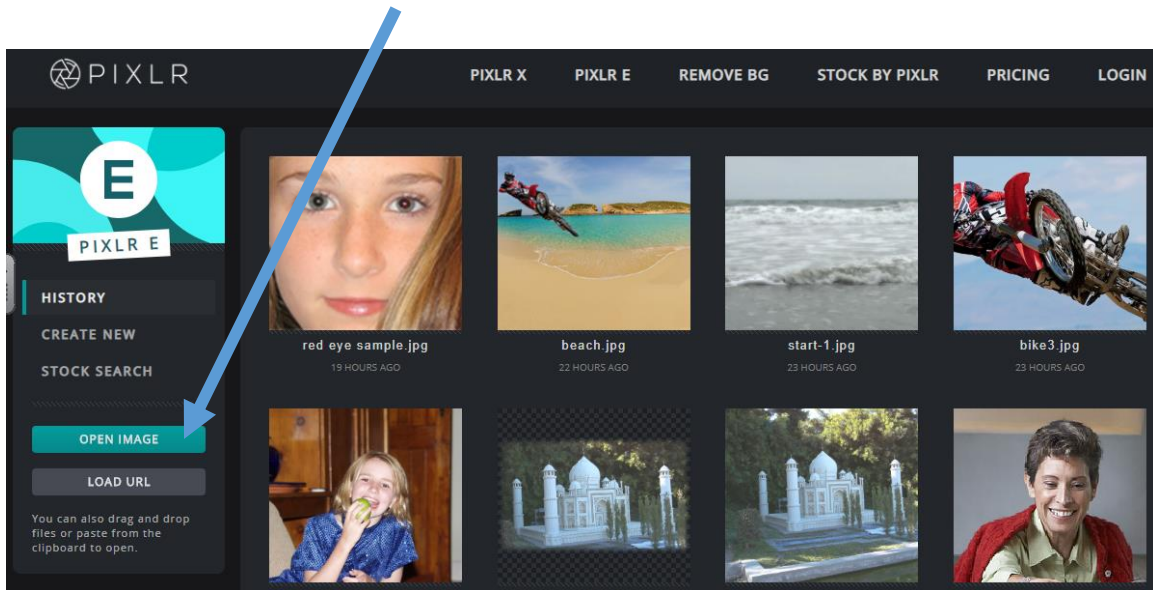 PIXLR
PIXLR X PIXLR E REMOVE BG STOCK BY PIXLR PRICING LOGIN
E
PIXLR E
HISTORY
CREATE NEW
STOCK SEARCH
OPEN IMAGE
LOAD URL
You can also drag and drop
files or paste from the
clipboard to open.
red eye sample.jpg
19 HOURS AGO
beach.jpg
22 HOURS AGO
start-1.jpg
23 HOURS AGO
bike3.jpg
23 HOURS AGO